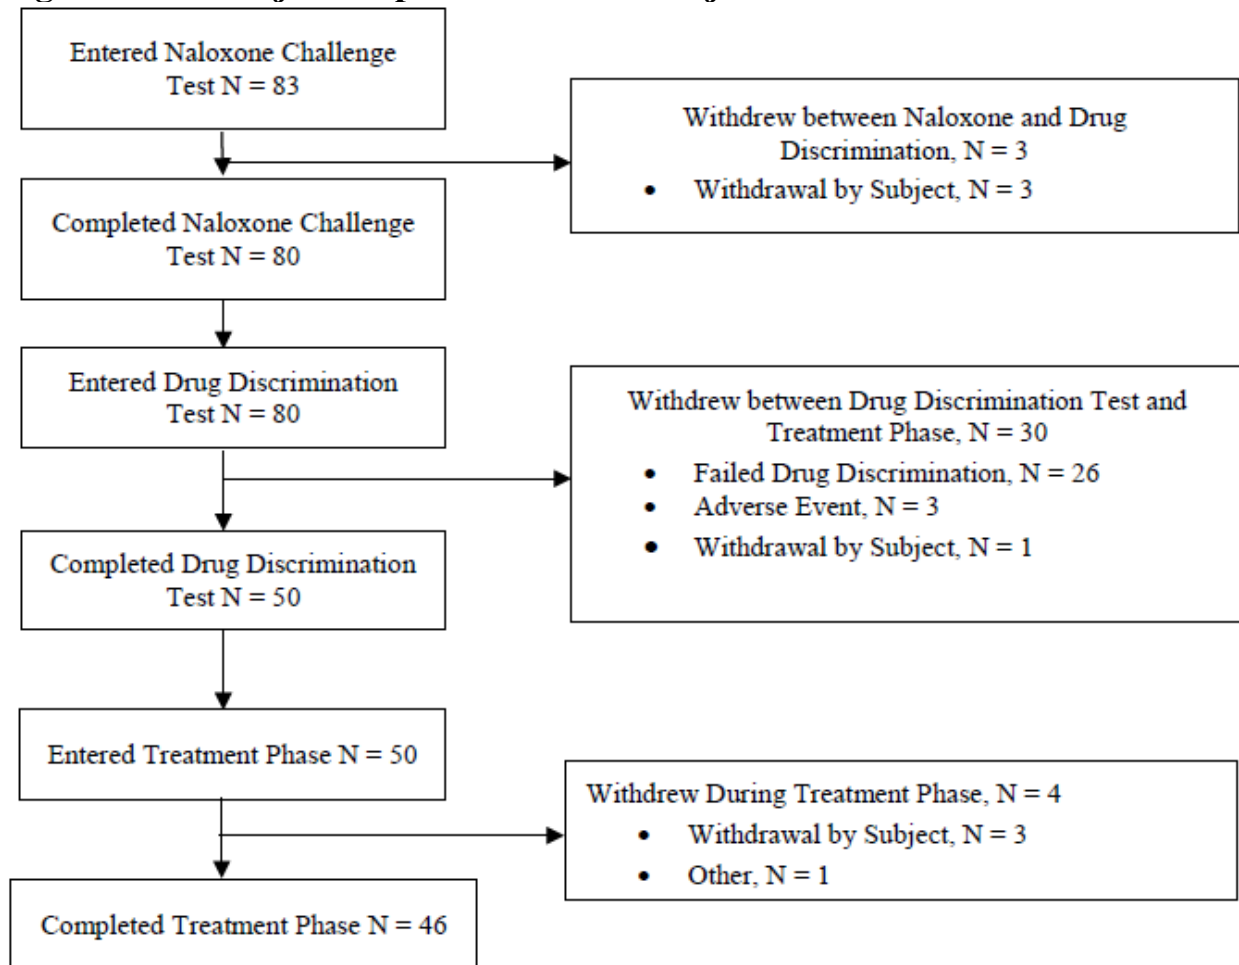 Entered Naloxone Challenge
Test N = 83
Withdrew between Naloxone and Drug
Discrimination, N = 3
• Withdrawal by Subject, N = 3
Completed Naloxone Challenge
Test N = 80
Entered Drug Discrimination
Test N = 80
Withdrew between Drug Discrimination Test and
Treatment Phase, N = 30
• Failed Drug Discrimination, N = 26
• Adverse Event, N = 3
• Withdrawal by Subject, N = 1
Completed Drug Discrimination
Test N = 50
Entered Treatment Phase N = 50
Withdrew During Treatment Phase, N = 4
• Withdrawal by Subject, N = 3
• Other, N = 1
Completed Treatment Phase N = 46